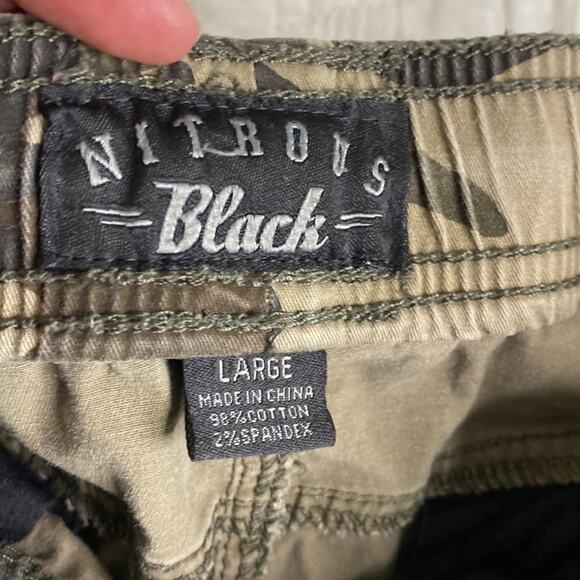 NITROUS
Black
LARGE
MADE IN CHINA
98% COTTON
2% SPANDEX